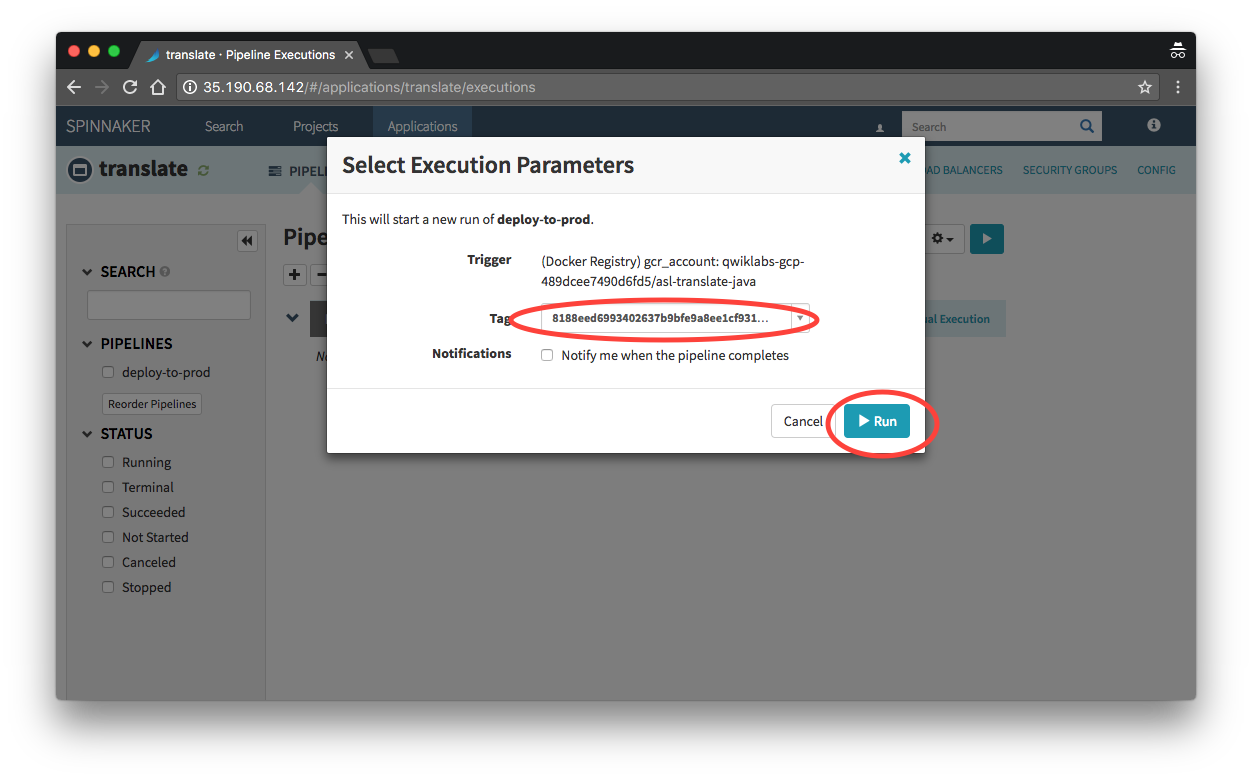 translate · Pipeline Executions
35.190.68.142/#/applications/translate/executions
SPINNAKER Search Projects Applications Search
translate PIPEL AD BALANCERS SECURITY GROUPS CONFIG
Select Execution Parameters
This will start a new run of deploy-to-prod.
Trigger (Docker Registry) gcr_account: qwiklabs-gcp-
489dcee7490d6fd5/asl-translate-java
Tag 8188eed6993402637b9bfe9a8ee1cf931...
Notifications Notify me when the pipeline completes
Cancel Run
Pipe
al Execution
SEARCH
PIPELINES
deploy-to-prod
Reorder Pipelines
STATUS
Running
Terminal
Succeeded
Not Started
Canceled
Stopped